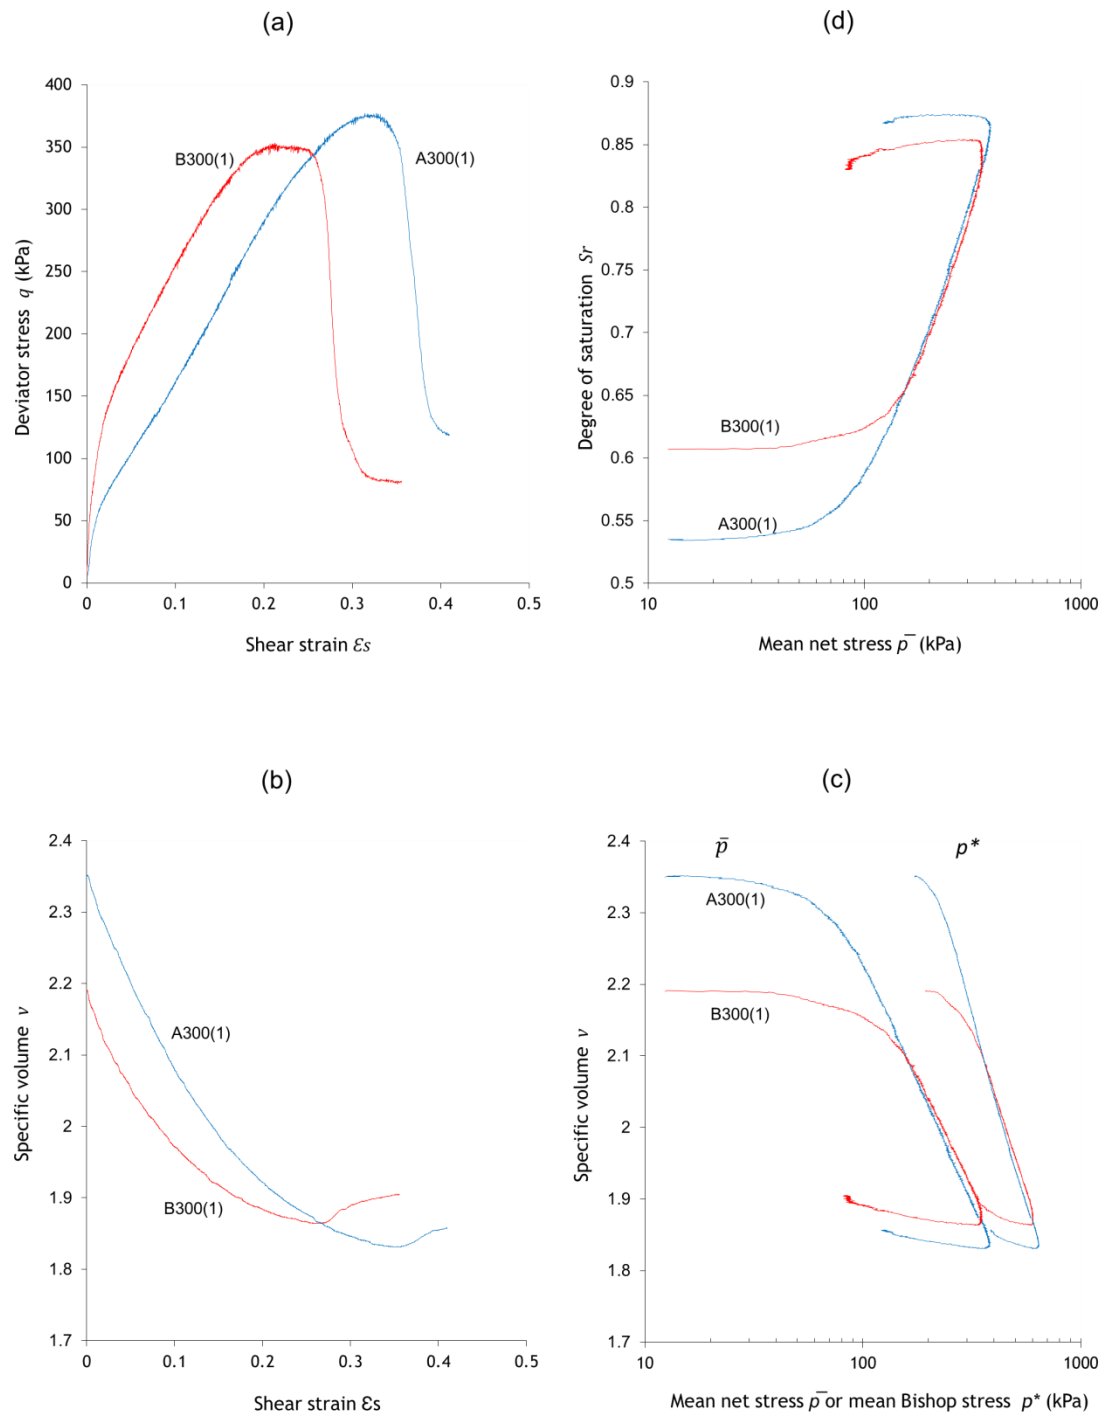 (a)
400
350
300
250
200
150
100
50
0
Deviator stress q (kPa)
B300(1)
A300(1)
0 0.1 0.2 0.3 0.4 0.5
Shear strain Ɛs
(d)
0.9
0.85
0.8
0.75
0.7
0.65
0.6
0.55
0.5
Degree of saturation Sr
B300(1)
A300(1)
10 100 1000
Mean net stress p̅ (kPa)
(b)
2.4
2.3
2.2
2.1
2
1.9
1.8
1.7
Specific volume v
A300(1)
B300(1)
0 0.1 0.2 0.3 0.4 0.5
Shear strain Ɛs
(c)
2.4
2.3
2.2
2.1
2
1.9
1.8
1.7
Specific volume v
p̅ p*
A300(1)
B300(1)
10 100 1000
Mean net stress p̅ or mean Bishop stress p* (kPa)